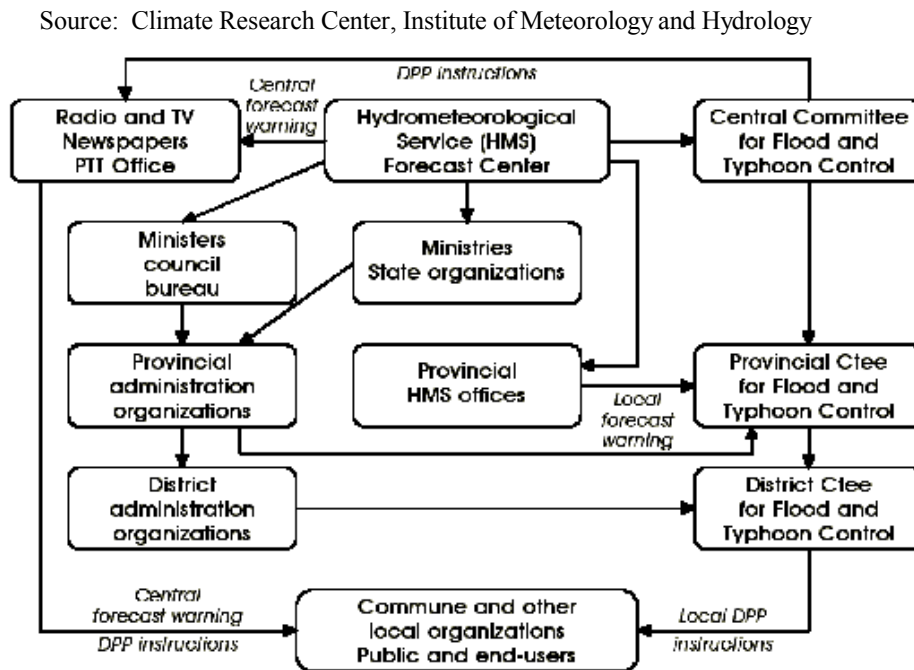 Source: Climate Research Center, Institute of Meteorology and Hydrology
DPP instructions
Central
forecast
warning
Radio and TV
Newspapers
PTT Office
Hydrometeorological
Service (HMS)
Forecast Center
Central Committee
for Flood and
Typhoon Control
Ministers
council
bureau
Ministries
State organizations
Provincial
administration
organizations
Provincial
HMS offices
Local
forecast
warning
Provincial Ctee
for Flood and
Typhoon Control
District
administration
organizations
District Ctee
for Flood and
Typhoon Control
Central
forecast warning
DPP instructions
Commune and other
local organizations
Public and end-users
Local DPP
instructions